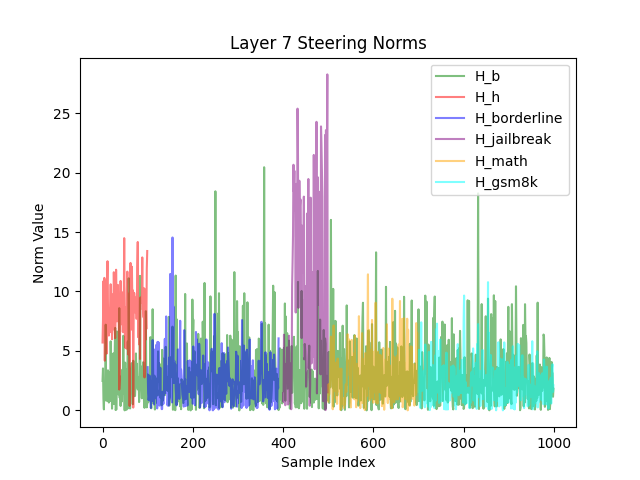 Layer 7 Steering Norms
H_b
H_h
H_borderline
H_jailbreak
H_math
H_gsm8k
25
20
15
10
5
0
Norm Value
0 200 400 600 800 1000
Sample Index